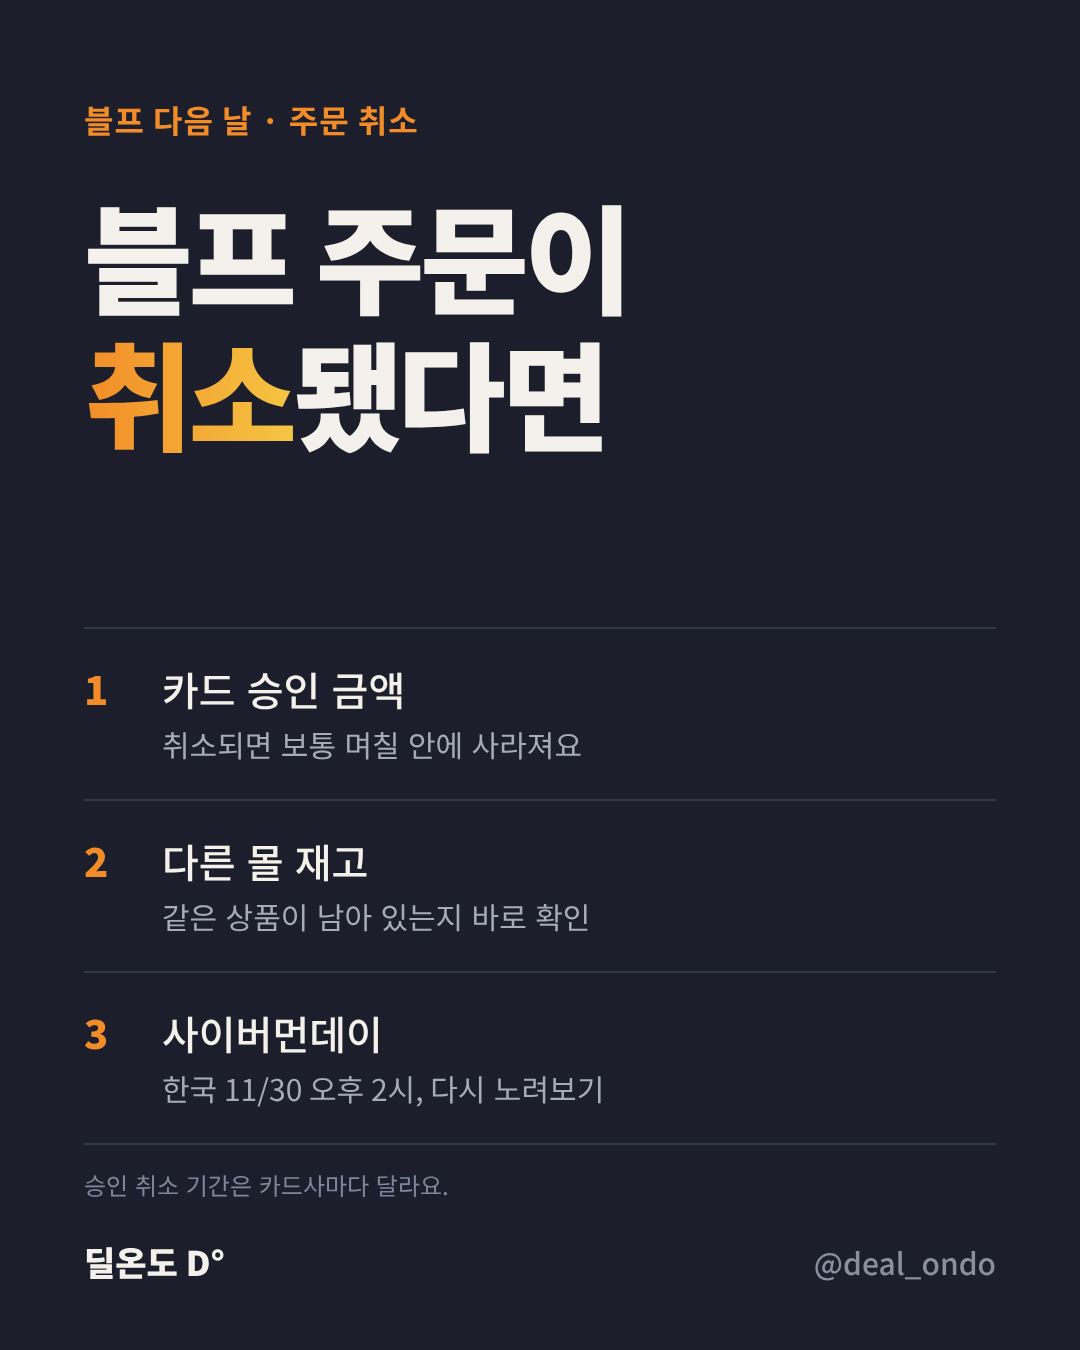 블프 다음 날 · 주문 취소
블프 주문이
취소됐다면
1 카드 승인 금액
취소되면 보통 며칠 안에 사라져요
2 다른 몰 재고
같은 상품이 남아 있는지 바로 확인
3 사이버먼데이
한국 11/30 오후 2시, 다시 노려보기
승인 취소 기간은 카드사마다 달라요.
딜온도 D°
@deal_ondo